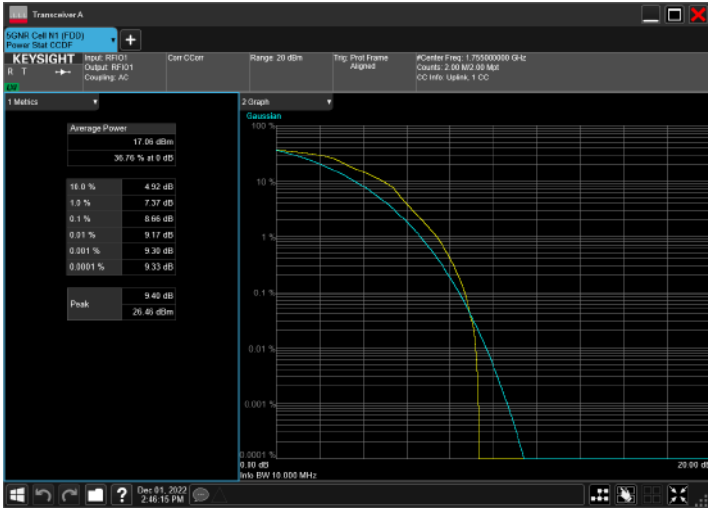 Transceiver A
5GNR Cell N1 (FDD)
Power Stat CCDF
KEYSIGHT
R T
Input: RFIO1
Output: RFIO1
Coupling: AC
Corr CCorr
Range: 20 dBm
Trig: Prot Frame
Aligned
#Center Freq: 1.755000000 GHz
Counts: 2.00 M/2.00 Mpt
CC Info: Uplink, 1 CC
1 Metrics
Average Power
17.06 dBm
36.76 % at 0 dB
10.0 % 4.92 dB
1.0 % 7.37 dB
0.1 % 8.66 dB
0.01 % 9.17 dB
0.001 % 9.30 dB
0.0001 % 9.33 dB
Peak
9.40 dB
26.46 dBm
2 Graph
Gaussian
100 %
10 %
1 %
0.1 %
0.01 %
0.001 %
0.0001 %
0.00 dB
20.00 dB
Info BW 10.000 MHz
?
Dec 01, 2022
2:46:15 PM